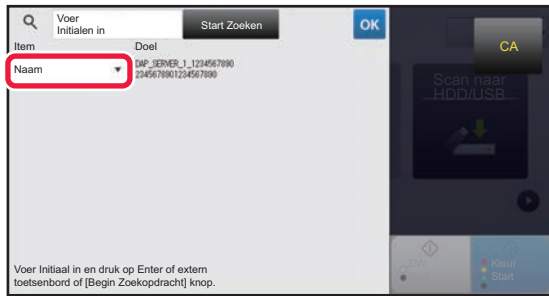 Voer
Initialen in
Start Zoeken
OK
CA
Item
Doel
Naam
DAP_SERVER_1_1234567890
2345678901234567890
Scan naar
HDD/USB
Voer Initiaal in en druk op Enter of extern
toetsenbord of [Begin Zoekopdracht] knop.
Z/W
Start
Kleur
Start